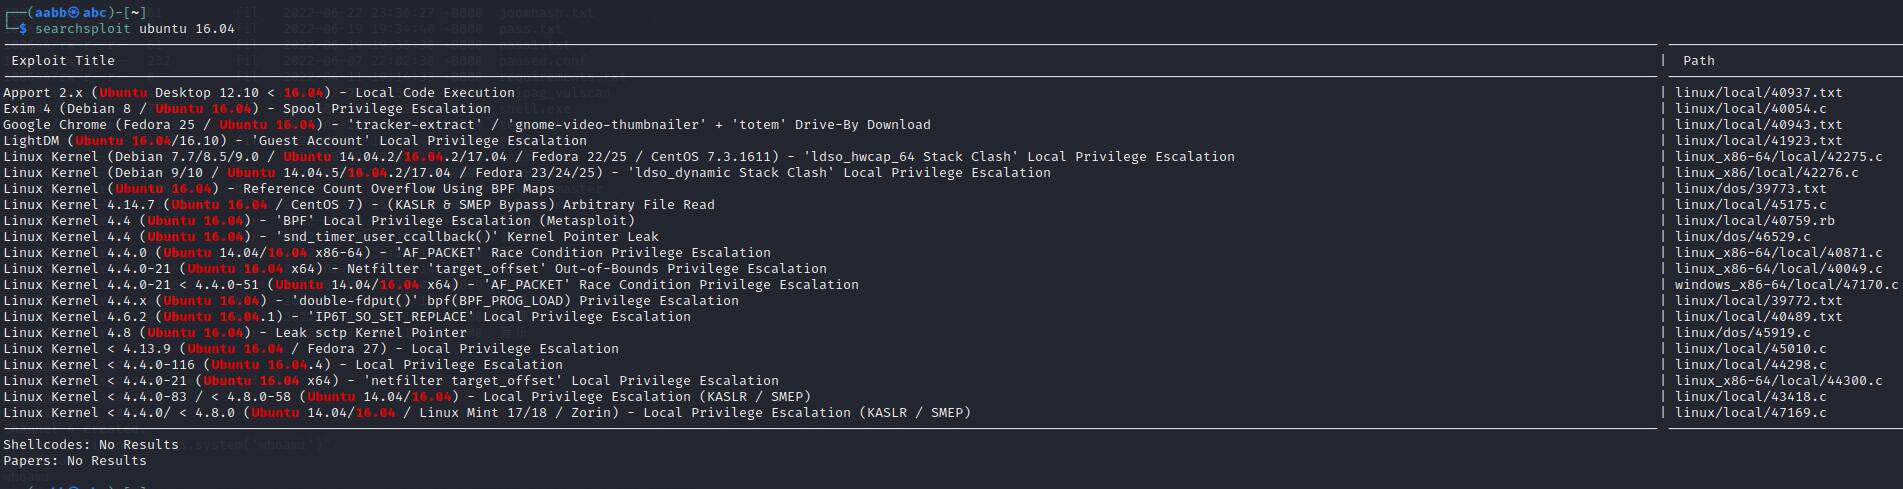 (aabb㉿abc)-[~]
$ searchsploit ubuntu 16.04
Exploit Title | Path
Apport 2.x (Ubuntu Desktop 12.10 < 16.04) - Local Code Execution | linux/local/40937.txt
Exim 4 (Debian 8 / Ubuntu 16.04) - Spool Privilege Escalation | linux/local/40054.c
Google Chrome (Fedora 25 / Ubuntu 16.04) - 'tracker-extract' / 'gnome-video-thumbnailer' + 'totem' Drive-By Download | linux/local/40943.txt
LightDM (Ubuntu 16.04/16.10) - 'Guest Account' Local Privilege Escalation | linux/local/41923.txt
Linux Kernel (Debian 7.7/8.5/9.0 / Ubuntu 14.04.2/16.04.2/17.04 / Fedora 22/25 / CentOS 7.3.1611) - 'ldso_hwcap_64 Stack Clash' Local Privilege Escalation | linux_x86-64/local/42275.c
Linux Kernel (Debian 9/10 / Ubuntu 14.04.5/16.04.2/17.04 / Fedora 23/24/25) - 'ldso_dynamic Stack Clash' Local Privilege Escalation | linux_x86/local/42276.c
Linux Kernel (Ubuntu 16.04) - Reference Count Overflow Using BPF Maps | linux/dos/39773.txt
Linux Kernel 4.14.7 (Ubuntu 16.04 / CentOS 7) - (KASLR & SMEP Bypass) Arbitrary File Read | linux/local/45175.c
Linux Kernel 4.4 (Ubuntu 16.04) - 'BPF' Local Privilege Escalation (Metasploit) | linux/local/40759.rb
Linux Kernel 4.4 (Ubuntu 16.04) - 'snd_timer_user_ccallback()' Kernel Pointer Leak | linux/dos/46529.c
Linux Kernel 4.4.0 (Ubuntu 14.04/16.04 x86-64) - 'AF_PACKET' Race Condition Privilege Escalation | linux_x86-64/local/40871.c
Linux Kernel 4.4.0-21 (Ubuntu 16.04 x64) - Netfilter 'target_offset' Out-of-Bounds Privilege Escalation | linux_x86-64/local/40049.c
Linux Kernel 4.4.0-21 < 4.4.0-51 (Ubuntu 14.04/16.04 x64) - 'AF_PACKET' Race Condition Privilege Escalation | windows_x86-64/local/47170.c
Linux Kernel 4.4.x (Ubuntu 16.04) - 'double-fdput()' bpf(BPF_PROG_LOAD) Privilege Escalation | linux/local/39772.txt
Linux Kernel 4.6.2 (Ubuntu 16.04.1) - 'IP6T_SO_SET_REPLACE' Local Privilege Escalation | linux/local/40489.txt
Linux Kernel 4.8 (Ubuntu 16.04) - Leak sctp Kernel Pointer | linux/dos/45919.c
Linux Kernel < 4.13.9 (Ubuntu 16.04 / Fedora 27) - Local Privilege Escalation | linux/local/45010.c
Linux Kernel < 4.4.0-116 (Ubuntu 16.04.4) - Local Privilege Escalation | linux/local/44298.c
Linux Kernel < 4.4.0-21 (Ubuntu 16.04 x64) - 'netfilter target_offset' Local Privilege Escalation | linux_x86-64/local/44300.c
Linux Kernel < 4.4.0-83 / < 4.8.0-58 (Ubuntu 14.04/16.04) - Local Privilege Escalation (KASLR / SMEP) | linux/local/43418.c
Linux Kernel < 4.4.0/ < 4.8.0 (Ubuntu 14.04/16.04 / Linux Mint 17/18 / Zorin) - Local Privilege Escalation (KASLR / SMEP) | linux/local/47169.c
Shellcodes: No Results
Papers: No Results